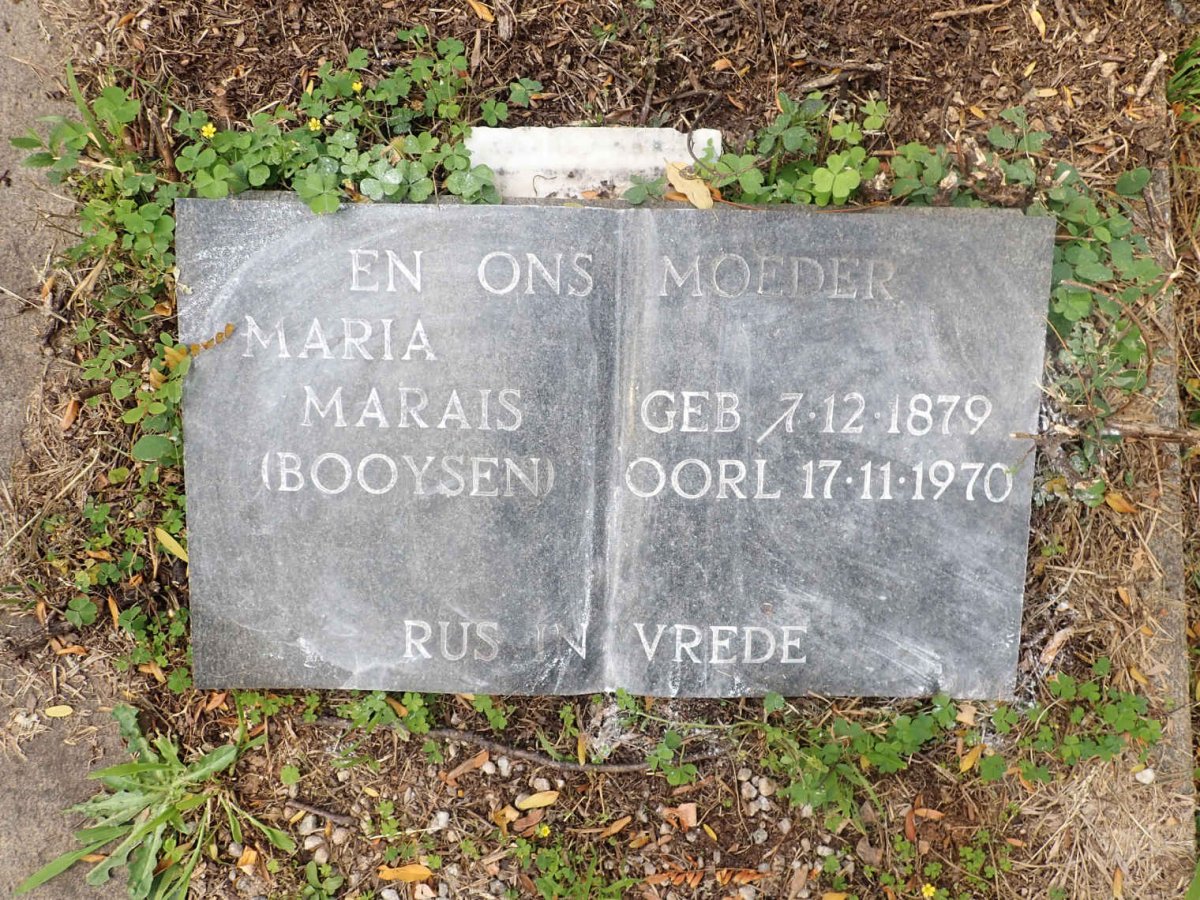 EN ONS MOEDER
MARIA
MARAIS GEB 7·12·1879
(BOOYSEN) OORL 17·11·1970
RUS IN VREDE